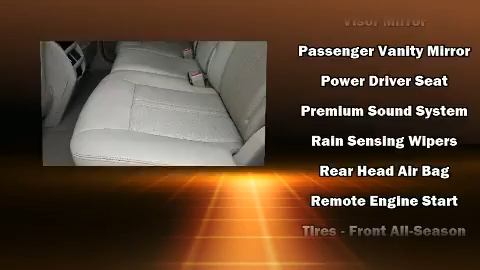 Visor Mirror
Passenger Vanity Mirror
Power Driver Seat
Premium Sound System
Rain Sensing Wipers
Rear Head Air Bag
Remote Engine Start
Tires - Front All-Season